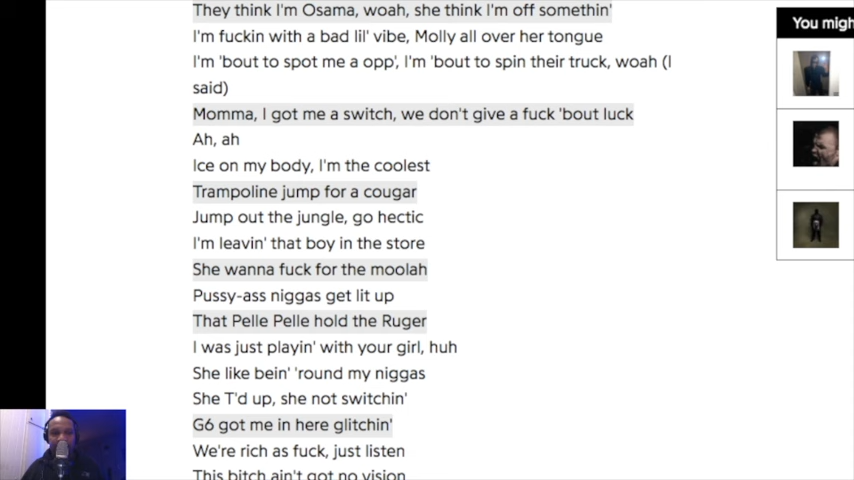 They think I'm Osama, woah, she think I'm off somethin'
I'm fuckin with a bad lil' vibe, Molly all over her tongue
I'm 'bout to spot me a opp', I'm 'bout to spin their truck, woah (I
said)
Momma, I got me a switch, we don't give a fuck 'bout luck
Ah, ah
Ice on my body, I'm the coolest
Trampoline jump for a cougar
Jump out the jungle, go hectic
I'm leavin' that boy in the store
She wanna fuck for the moolah
Pussy-ass niggas get lit up
That Pelle Pelle hold the Ruger
I was just playin' with your girl, huh
She like bein' 'round my niggas
She T'd up, she not switchin'
G6 got me in here glitchin'
We're rich as fuck, just listen
This bitch ain't got no vision
You migh